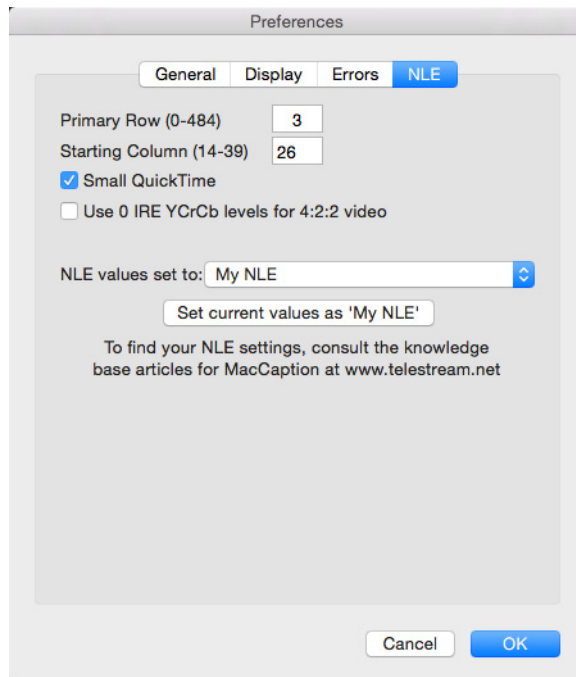 Preferences
General Display Errors NLE
Primary Row (0-484) 3
Starting Column (14-39) 26
Small QuickTime
Use 0 IRE YCrCb levels for 4:2:2 video
NLE values set to: My NLE
Set current values as 'My NLE'
To find your NLE settings, consult the knowledge
base articles for MacCaption at www.telestream.net
Cancel OK